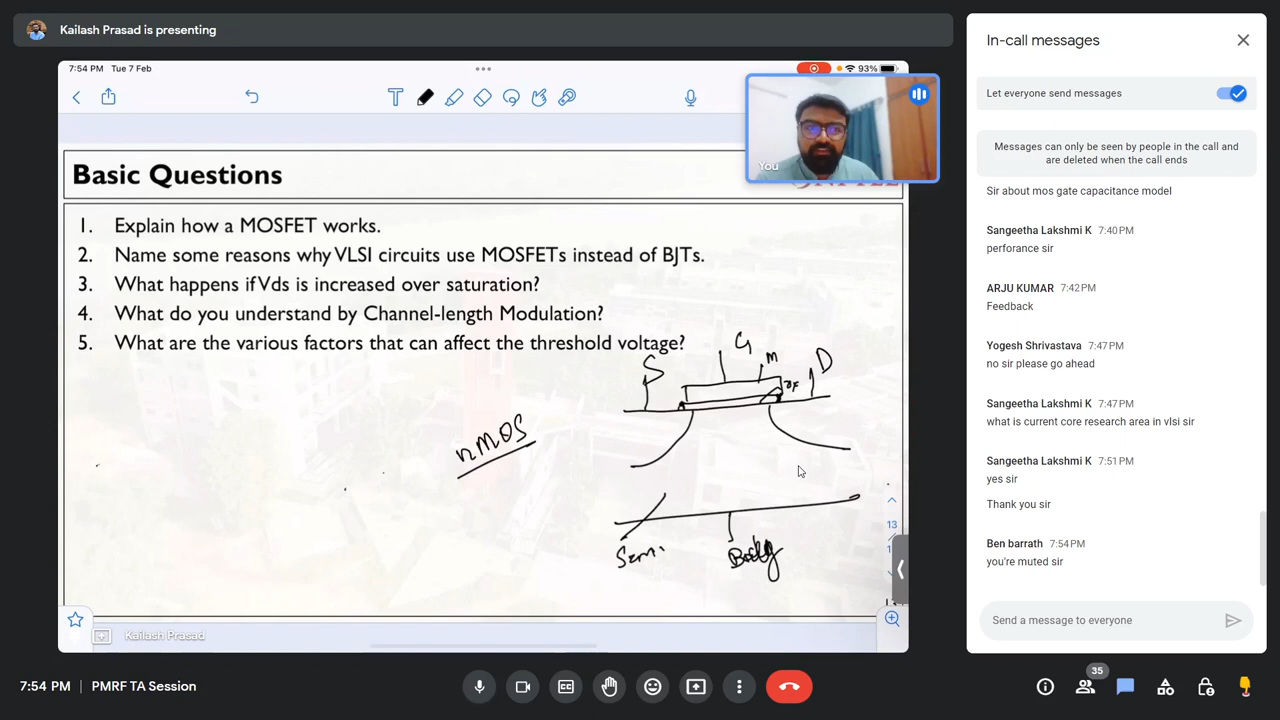 Kailash Prasad is presenting
7:54 PM Tue 7 Feb
93%
You
Basic Questions
1. Explain how a MOSFET works.
2. Name some reasons why VLSI circuits use MOSFETs instead of BJTs.
3. What happens if Vds is increased over saturation?
4. What do you understand by Channel-length Modulation?
5. What are the various factors that can affect the threshold voltage?
G
S
M
D
ox
nMOS
Semi
Body
13
Kailash Prasad
In-call messages
Let everyone send messages
Messages can only be seen by people in the call and
are deleted when the call ends
Sir about mos gate capacitance model
Sangeetha Lakshmi K 7:40 PM
perforance sir
ARJU KUMAR 7:42 PM
Feedback
Yogesh Shrivastava 7:47 PM
no sir please go ahead
Sangeetha Lakshmi K 7:47 PM
what is current core research area in vlsi sir
Sangeetha Lakshmi K 7:51 PM
yes sir
Thank you sir
Ben barrath 7:54 PM
you're muted sir
Send a message to everyone
7:54 PM | PMRF TA Session
35